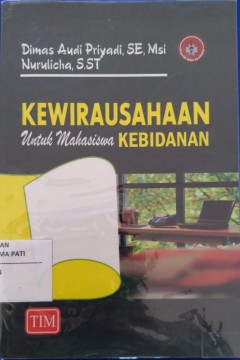 Dimas Audi Priyadi, SE, Msi
Nurulicha, S.ST
KEWIRAUSAHAAN
Untuk Mahasiswa KEBIDANAN
AN
MA PATI
TIM